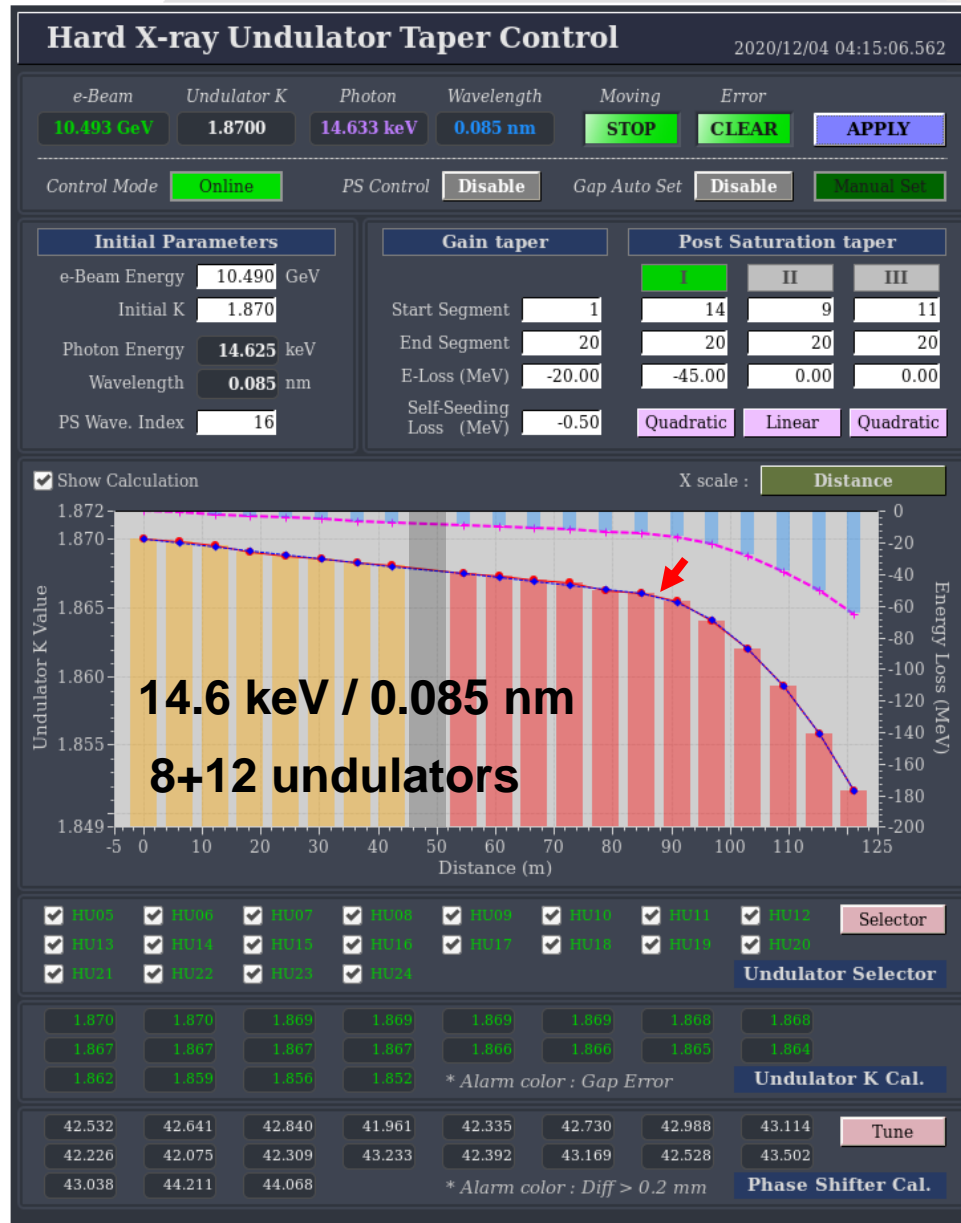 Hard X-ray Undulator Taper Control 2020/12/04 04:15:06.562
e-Beam Undulator K Photon Wavelength Moving Error
10.493 GeV 1.8700 14.633 keV 0.085 nm STOP CLEAR APPLY
Control Mode Online PS Control Disable Gap Auto Set Disable Manual Set
Initial Parameters
e-Beam Energy 10.490 GeV
Initial K 1.870
Photon Energy 14.625 keV
Wavelength 0.085 nm
PS Wave. Index 16
Gain taper Post Saturation taper
I II III
Start Segment 1 14 9 11
End Segment 20 20 20 20
E-Loss (MeV) -20.00 -45.00 0.00 0.00
Self-Seeding
Loss (MeV) -0.50 Quadratic Linear Quadratic
Show Calculation X scale : Distance
1.872 0
1.870 -20
-40
1.865 -60
-80
1.860 -100
-120
1.855 -140
-160
-180
1.849 -200
Undulator K Value
Energy Loss (MeV)
14.6 keV / 0.085 nm
8+12 undulators
-5 0 10 20 30 40 50 60 70 80 90 100 110 125
Distance (m)
HU05 HU06 HU07 HU08 HU09 HU10 HU11 HU12 Selector
HU13 HU14 HU15 HU16 HU17 HU18 HU19 HU20
HU21 HU22 HU23 HU24 Undulator Selector
1.870 1.870 1.869 1.869 1.869 1.869 1.868 1.868
1.867 1.867 1.867 1.867 1.866 1.866 1.865 1.864
1.862 1.859 1.856 1.852 * Alarm color : Gap Error Undulator K Cal.
42.532 42.641 42.840 41.961 42.335 42.730 42.988 43.114 Tune
42.226 42.075 42.309 43.233 42.392 43.169 42.528 43.502
43.038 44.211 44.068 * Alarm color : Diff > 0.2 mm Phase Shifter Cal.